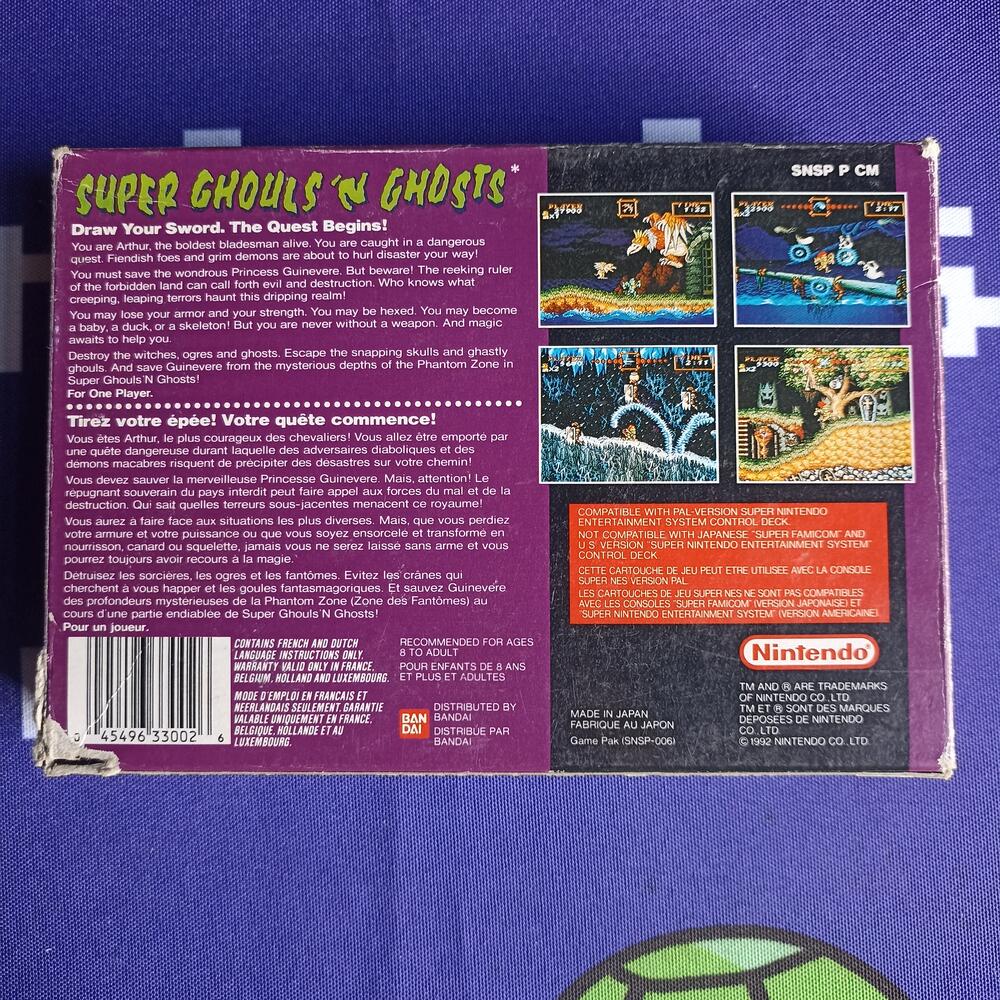 SUPER GHOULS 'N GHOSTS*
Draw Your Sword. The Quest Begins!
You are Arthur, the boldest bladesman alive. You are caught in a dangerous
quest. Fiendish foes and grim demons are about to hurl disaster your way!
You must save the wondrous Princess Guinevere. But beware! The reeking ruler
of the forbidden land can call forth evil and destruction. Who knows what
creeping, leaping terrors haunt this dripping realm!
You may lose your armor and your strength. You may be hexed. You may become
a baby, a duck, or a skeleton! But you are never without a weapon. And magic
awaits to help you.
Destroy the witches, ogres and ghosts. Escape the snapping skulls and ghastly
ghouls. And save Guinevere from the mysterious depths of the Phantom Zone in
Super Ghouls'N Ghosts!
For One Player.
Tirez votre épée! Votre quête commence!
Vous êtes Arthur, le plus courageux des chevaliers! Vous allez être emporté par
une quête dangereuse durant laquelle des adversaires diaboliques et des
démons macabres risquent de précipiter des désastres sur votre chemin!
Vous devez sauver la merveilleuse Princesse Guinevere. Mais, attention! Le
répugnant souverain du pays interdit peut faire appel aux forces du mal et de la
destruction. Qui sait quelles terreurs sous-jacentes menacent ce royaume!
Vous aurez à faire face aux situations les plus diverses. Mais, que vous perdiez
votre armure et votre puissance ou que vous soyez ensorcelé et transformé en
nourrisson, canard ou squelette, jamais vous ne serez laissé sans arme et vous
pourrez toujours avoir recours à la magie.
Détruisez les sorcières, les ogres et les fantômes. Evitez les crânes qui
cherchent à vous happer et les goules fantasmagoriques. Et sauvez Guinevere
des profondeurs mysterieuses de la Phantom Zone (Zone des Fantômes) au
cours d'une partie endiablée de Super Ghouls'N Ghosts!
Pour un joueur.
0 45496 33002 6
CONTAINS FRENCH AND DUTCH
LANGUAGE INSTRUCTIONS ONLY.
WARRANTY VALID ONLY IN FRANCE,
BELGIUM, HOLLAND AND LUXEMBOURG.
MODE D'EMPLOI EN FRANCAIS ET
NEERLANDAIS SEULEMENT. GARANTIE
VALABLE UNIQUEMENT EN FRANCE,
BELGIQUE, HOLLANDE ET AU
LUXEMBOURG.
RECOMMENDED FOR AGES
8 TO ADULT
POUR ENFANTS DE 8 ANS
ET PLUS ET ADULTES
BAN
DAI
DISTRIBUTED BY
BANDAI
DISTRIBUÉ PAR
BANDAI
SNSP P CM
PLAYER
PLAYER
PLAYER
PLAYER
COMPATIBLE WITH PAL-VERSION SUPER NINTENDO
ENTERTAINMENT SYSTEM CONTROL DECK.
NOT COMPATIBLE WITH JAPANESE "SUPER FAMICOM" AND
U S' VERSION "SUPER NINTENDO ENTERTAINMENT SYSTEM"
CONTROL DECK.
CETTE CARTOUCHE DE JEU PEUT ETRE UTILISEE AVEC LA CONSOLE
SUPER NES VERSION PAL.
LES CARTOUCHES DE JEU SUPER NES NE SONT PAS COMPATIBLES
AVEC LES CONSOLES "SUPER FAMICOM" (VERSION JAPONAISE) ET
"SUPER NINTENDO ENTERTAINMENT SYSTEM" (VERSION AMERICAINE).
Nintendo®
TM AND ® ARE TRADEMARKS
OF NINTENDO CO. LTD.
TM ET ® SONT DES MARQUES
DEPOSEES DE NINTENDO
CO. LTD.
© 1992 NINTENDO CO. LTD.
MADE IN JAPAN
FABRIQUE AU JAPON
Game Pak (SNSP-006)